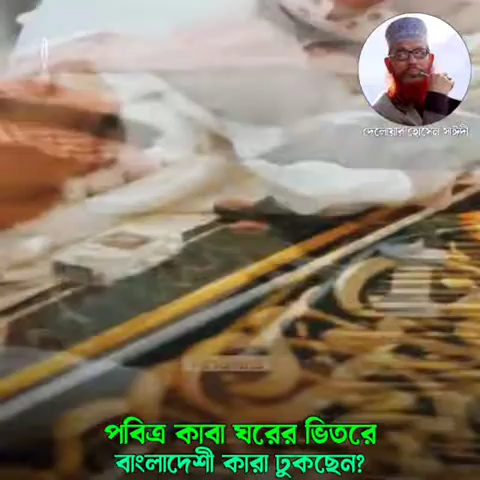 দেলোয়ার হোসেন সাঈদী
পবিত্র কাবা ঘরের ভিতরে
বাংলাদেশী কারা ঢুকছেন?